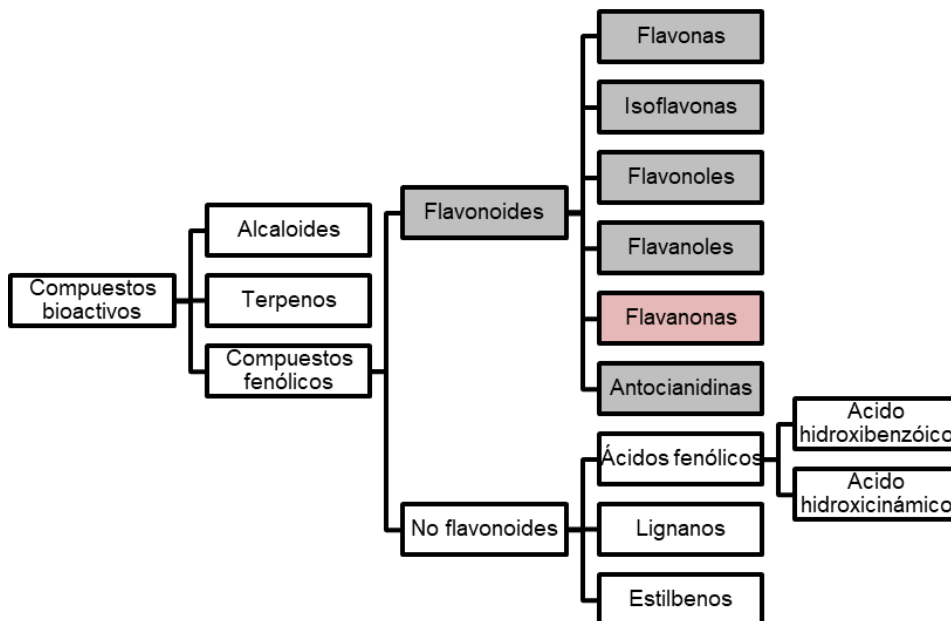 Flavonas
Isoflavonas
Flavonoles
Flavonoides
Flavanoles
Alcaloides
Compuestos
bioactivos
Terpenos
Flavanonas
Compuestos
fenólicos
Antocianidinas
Acido
hidroxibenzóico
Ácidos fenólicos
Acido
hidroxicinámico
No flavonoides
Lignanos
Estilbenos